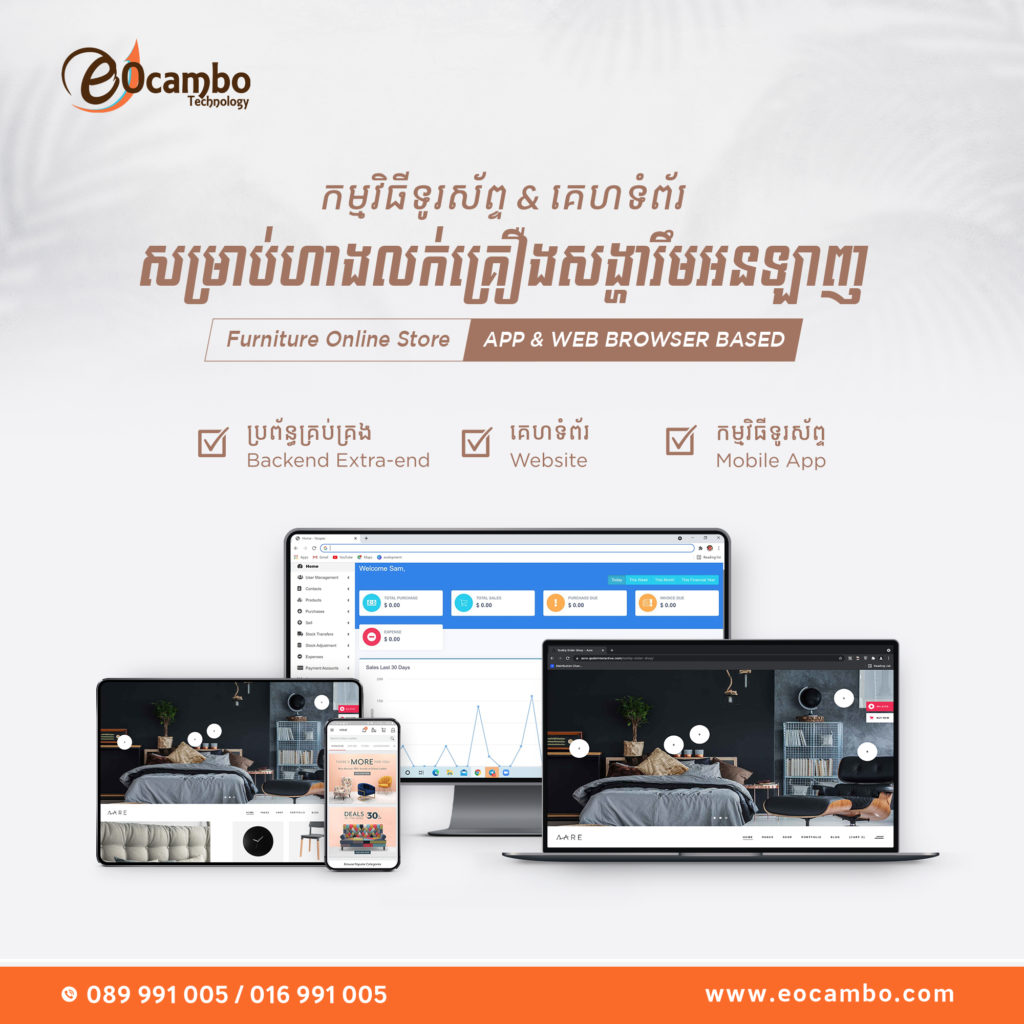 eOcambo
Technology
កម្មវិធីទូរស័ព្ទ & គេហទំព័រ
សម្រាប់ហាងលក់គ្រឿងសង្ហារឹមអនឡាញ
Furniture Online Store
APP & WEB BROWSER BASED
ប្រព័ន្ធគ្រប់គ្រង
Backend Extra-end
គេហទំព័រ
Website
កម្មវិធីទូរស័ព្ទ
Mobile App
Home
User Management
Contacts
Products
Purchases
Sell
Stock Transfers
Stock Adjustment
Expenses
Payment Accounts
Welcome Sam,
Today
This Week
This Month
This Financial Year
TOTAL PURCHASE
$ 0.00
TOTAL SALES
$ 0.00
PURCHASE DUE
$ 0.00
INVOICE DUE
$ 0.00
EXPENSE
$ 0.00
Sales Last 30 Days
AARE
HOME PAGES SHOP PORTFOLIO BLOG
MORE
DEALS
30
AARE
HOME PAGES SHOP PORTFOLIO BLOG
BUY NOW
089 991 005 / 016 991 005
www.eocambo.com